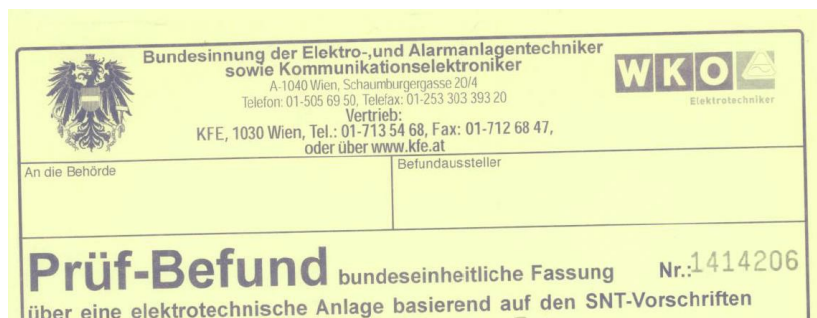 Bundesinnung der Elektro-,und Alarmanlagentechniker
sowie Kommunikationselektroniker
A-1040 Wien, Schaumburgergasse 20/4
Telefon: 01-505 69 50, Telefax: 01-253 303 393 20
Vertrieb:
KFE, 1030 Wien, Tel.: 01-713 54 68, Fax: 01-712 68 47,
oder über www.kfe.at
WKO
Elektrotechniker
An die Behörde
Befundaussteller
Prüf-Befund bundeseinheitliche Fassung Nr.:1414206
über eine elektrotechnische Anlage basierend auf den SNT-Vorschriften